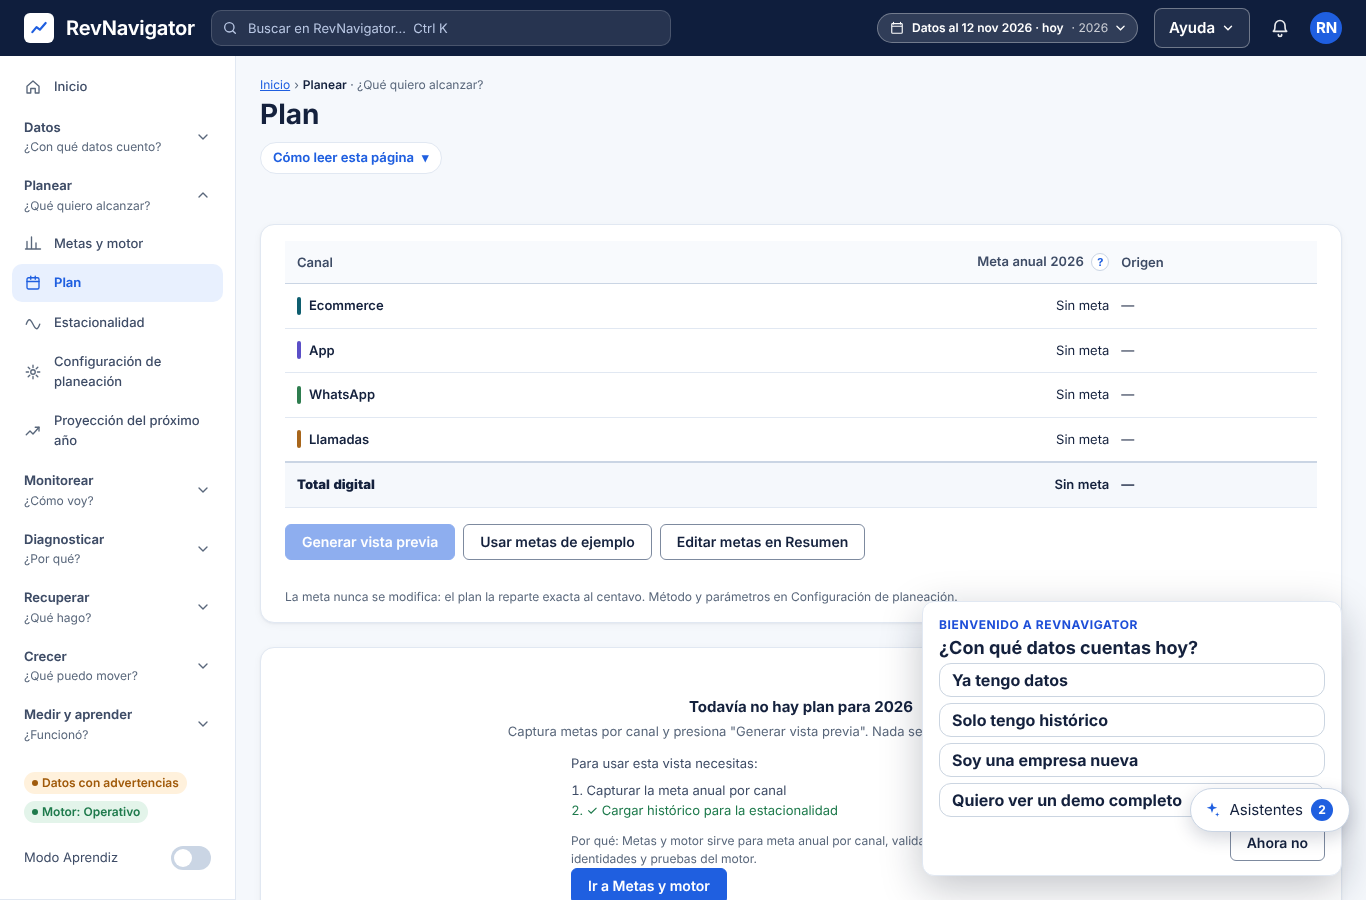 RevNavigator
Buscar en RevNavigator... Ctrl K
Datos al 12 nov 2026 · hoy · 2026
Ayuda
RN
Inicio
Datos
¿Con qué datos cuento?
Planear
¿Qué quiero alcanzar?
Metas y motor
Plan
Estacionalidad
Configuración de
planeación
Proyección del próximo
año
Monitorear
¿Cómo voy?
Diagnosticar
¿Por qué?
Recuperar
¿Qué hago?
Crecer
¿Qué puedo mover?
Medir y aprender
¿Funcionó?
Datos con advertencias
Motor: Operativo
Modo Aprendiz
Inicio › Planear · ¿Qué quiero alcanzar?
Plan
Cómo leer esta página ▼
Canal Meta anual 2026 ? Origen
Ecommerce Sin meta —
App Sin meta —
WhatsApp Sin meta —
Llamadas Sin meta —
Total digital Sin meta —
Generar vista previa Usar metas de ejemplo Editar metas en Resumen
La meta nunca se modifica: el plan la reparte exacta al centavo. Método y parámetros en Configuración de planeación.
Todavía no hay plan para 2026
Captura metas por canal y presiona "Generar vista previa". Nada se
Para usar esta vista necesitas:
1. Capturar la meta anual por canal
2. ✓ Cargar histórico para la estacionalidad
Por qué: Metas y motor sirve para meta anual por canal,
identidades y pruebas del motor.
Ir a Metas y motor
BIENVENIDO A REVNAVIGATOR
¿Con qué datos cuentas hoy?
Ya tengo datos
Solo tengo histórico
Soy una empresa nueva
Quiero ver un demo completo
Asistentes 2
Ahora no